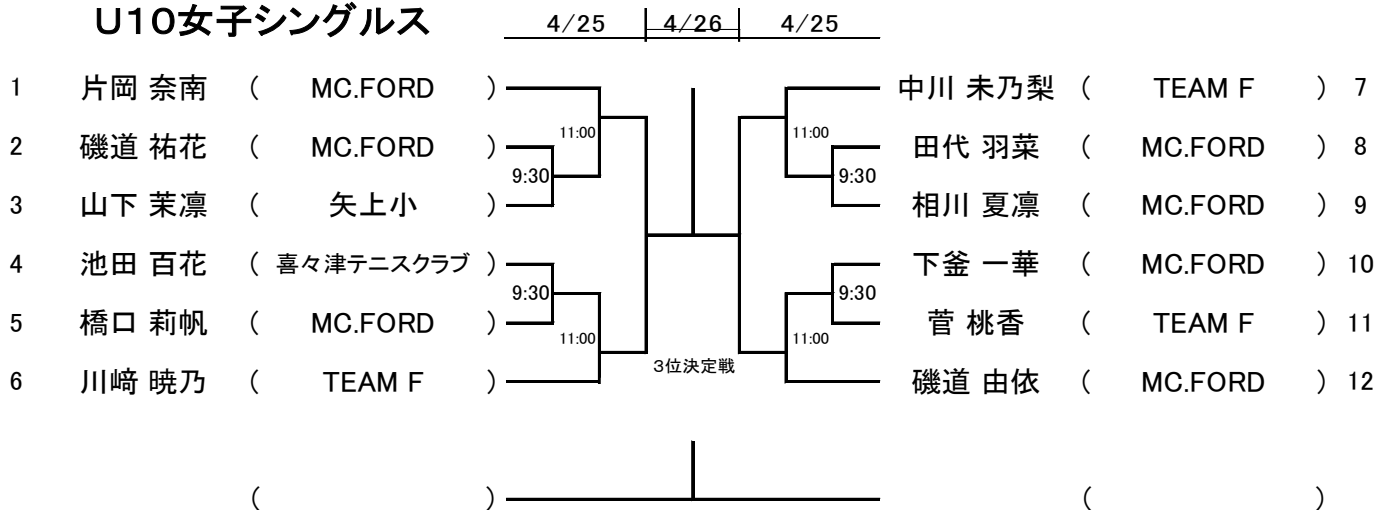 U10女子シングルス
4/25 4/26 4/25
1 片岡 奈南 ( MC.FORD ) 中川 未乃梨 ( TEAM F ) 7
11:00 11:00
2 磯道 祐花 ( MC.FORD ) 田代 羽菜 ( MC.FORD ) 8
9:30 9:30
3 山下 茉凛 ( 矢上小 ) 相川 夏凛 ( MC.FORD ) 9
4 池田 百花 ( 喜々津テニスクラブ ) 下釜 一華 ( MC.FORD ) 10
9:30 9:30
5 橋口 莉帆 ( MC.FORD ) 菅 桃香 ( TEAM F ) 11
11:00 11:00
3位決定戦
6 川﨑 暁乃 ( TEAM F ) 磯道 由依 ( MC.FORD ) 12
( ) ( )